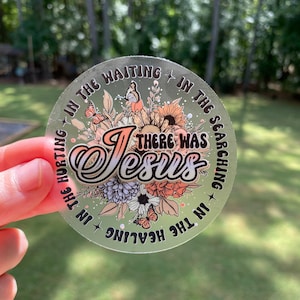 IN THE WAITING + IN THE SEARCHING + IN THE HEALING + IN THE HURTING +
THERE WAS
Jesus